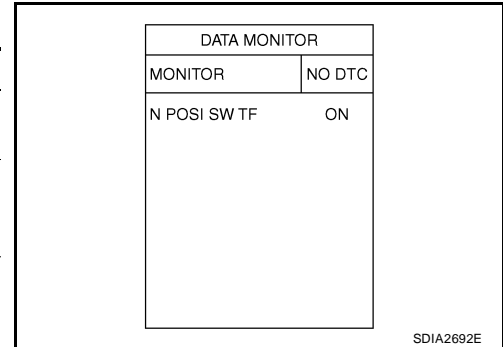 DATA MONITOR
MONITOR NO DTC
N POSI SW TF ON
SDIA2692E